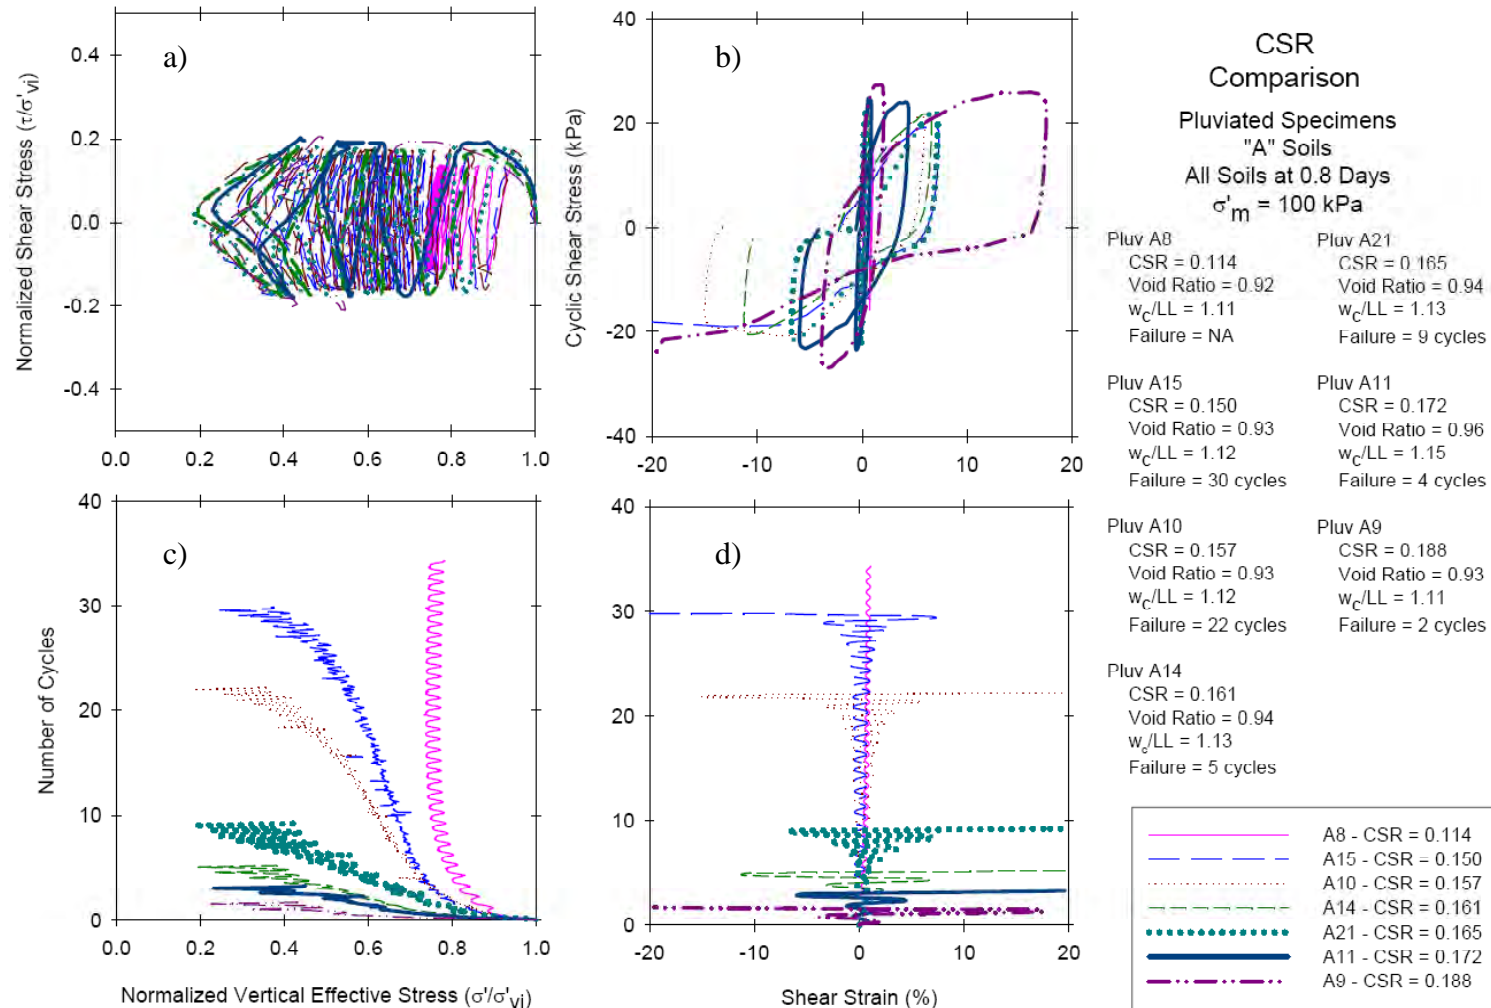 a)
0.4
0.2
0.0
-0.2
-0.4
Normalized Shear Stress (τ/σ'vi)
0.0 0.2 0.4 0.6 0.8 1.0
b)
40
20
0
-20
-40
Cyclic Shear Stress (kPa)
-20 -10 0 10 20
c)
40
30
20
10
0
Number of Cycles
0.0 0.2 0.4 0.6 0.8 1.0
Normalized Vertical Effective Stress (σ'/σ'vi)
d)
40
30
20
10
0
-20 -10 0 10 20
Shear Strain (%)
CSR
Comparison
Pluviated Specimens
"A" Soils
All Soils at 0.8 Days
σ'm = 100 kPa
Pluv A8
CSR = 0.114
Void Ratio = 0.92
wc/LL = 1.11
Failure = NA
Pluv A15
CSR = 0.150
Void Ratio = 0.93
wc/LL = 1.12
Failure = 30 cycles
Pluv A10
CSR = 0.157
Void Ratio = 0.93
wc/LL = 1.12
Failure = 22 cycles
Pluv A14
CSR = 0.161
Void Ratio = 0.94
wc/LL = 1.13
Failure = 5 cycles
Pluv A21
CSR = 0.165
Void Ratio = 0.94
wc/LL = 1.13
Failure = 9 cycles
Pluv A11
CSR = 0.172
Void Ratio = 0.96
wc/LL = 1.15
Failure = 4 cycles
Pluv A9
CSR = 0.188
Void Ratio = 0.93
wc/LL = 1.11
Failure = 2 cycles
A8 - CSR = 0.114
A15 - CSR = 0.150
A10 - CSR = 0.157
A14 - CSR = 0.161
A21 - CSR = 0.165
A11 - CSR = 0.172
A9 - CSR = 0.188